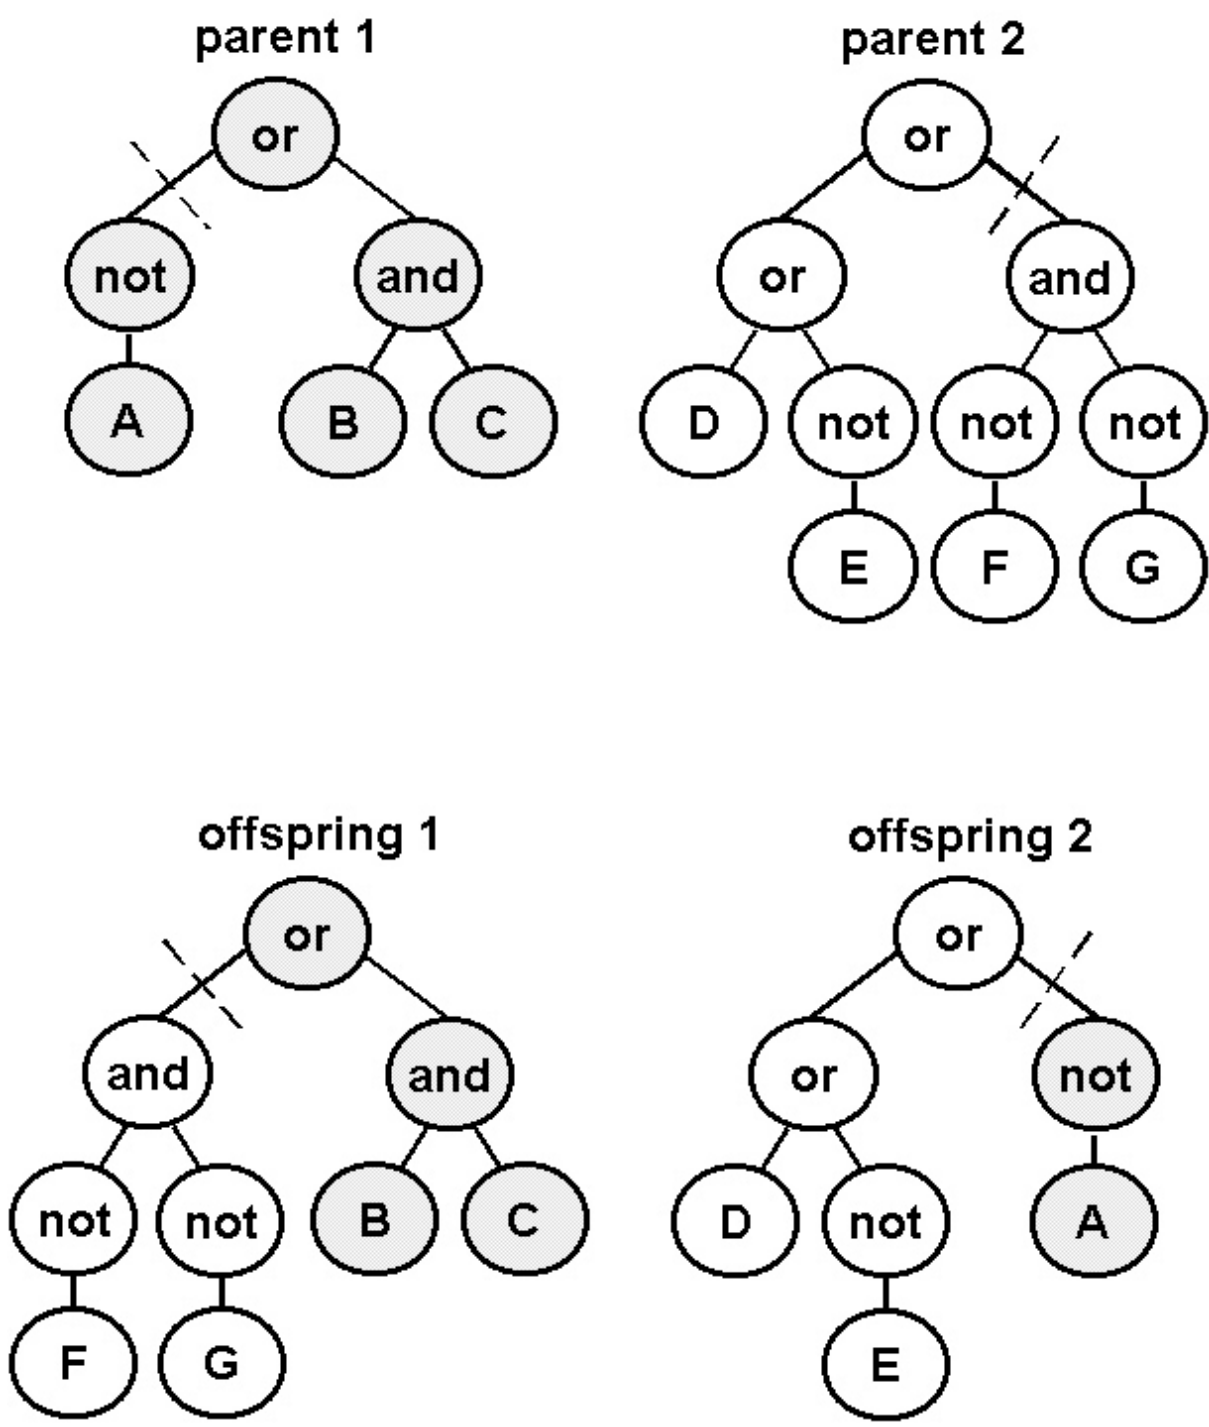 parent 1
parent 2
or
or
not
and
or
and
A
B
C
D
not
not
not
E
F
G
offspring 1
offspring 2
or
or
and
and
or
not
not
not
B
C
D
not
A
F
G
E